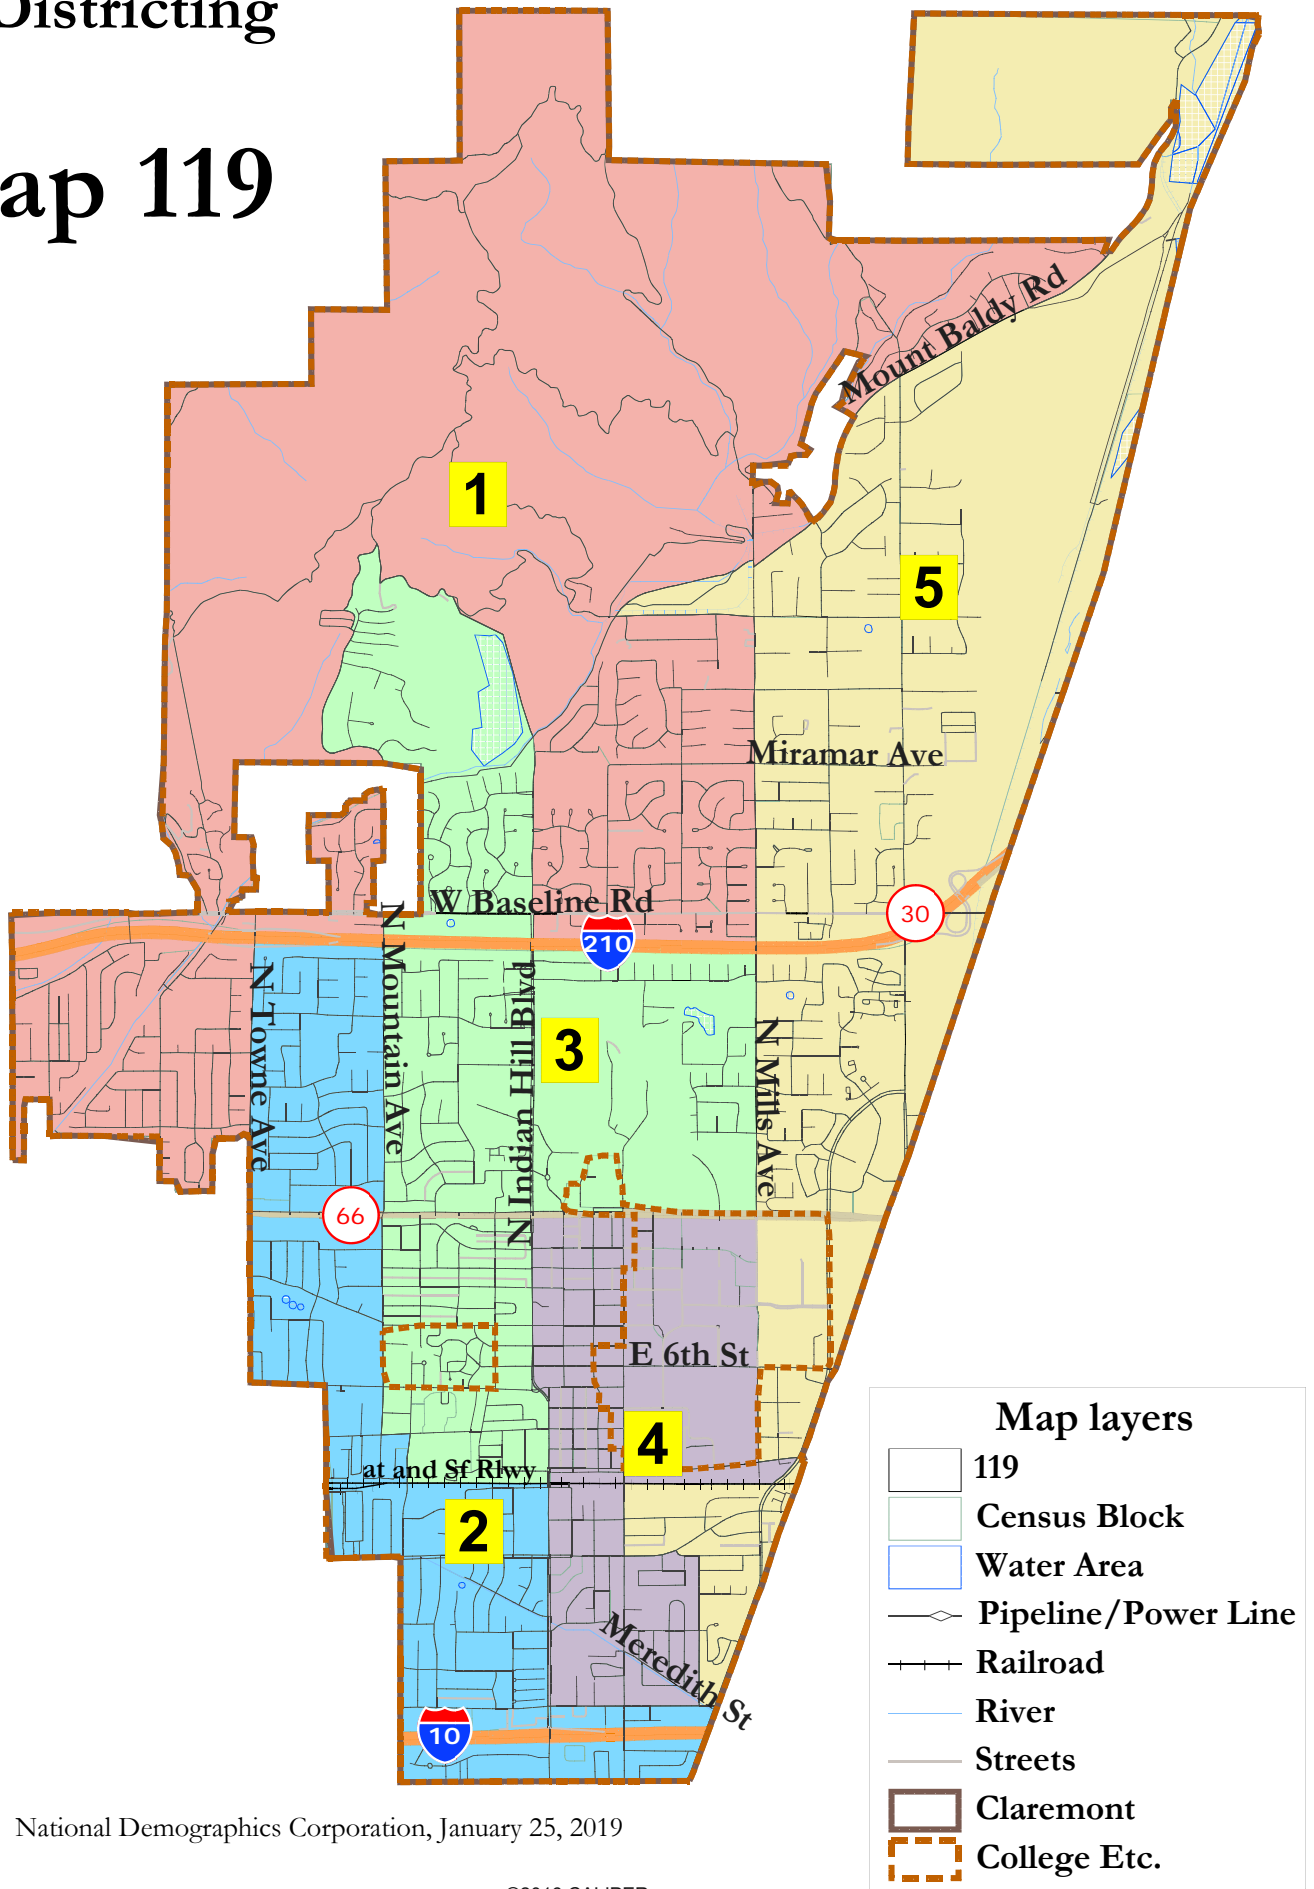 Districting
ap 119
Mount Baldy Rd
1
5
Miramar Ave
W Baseline Rd
30
210
N Towne Ave
N Mountain Ave
N Indian Hill Blvd
3
N Mills Ave
66
E 6th St
4
at and Sf Rlwy
2
Meredith St
10
Map layers
119
Census Block
Water Area
Pipeline/Power Line
Railroad
River
Streets
Claremont
College Etc.
National Demographics Corporation, January 25, 2019